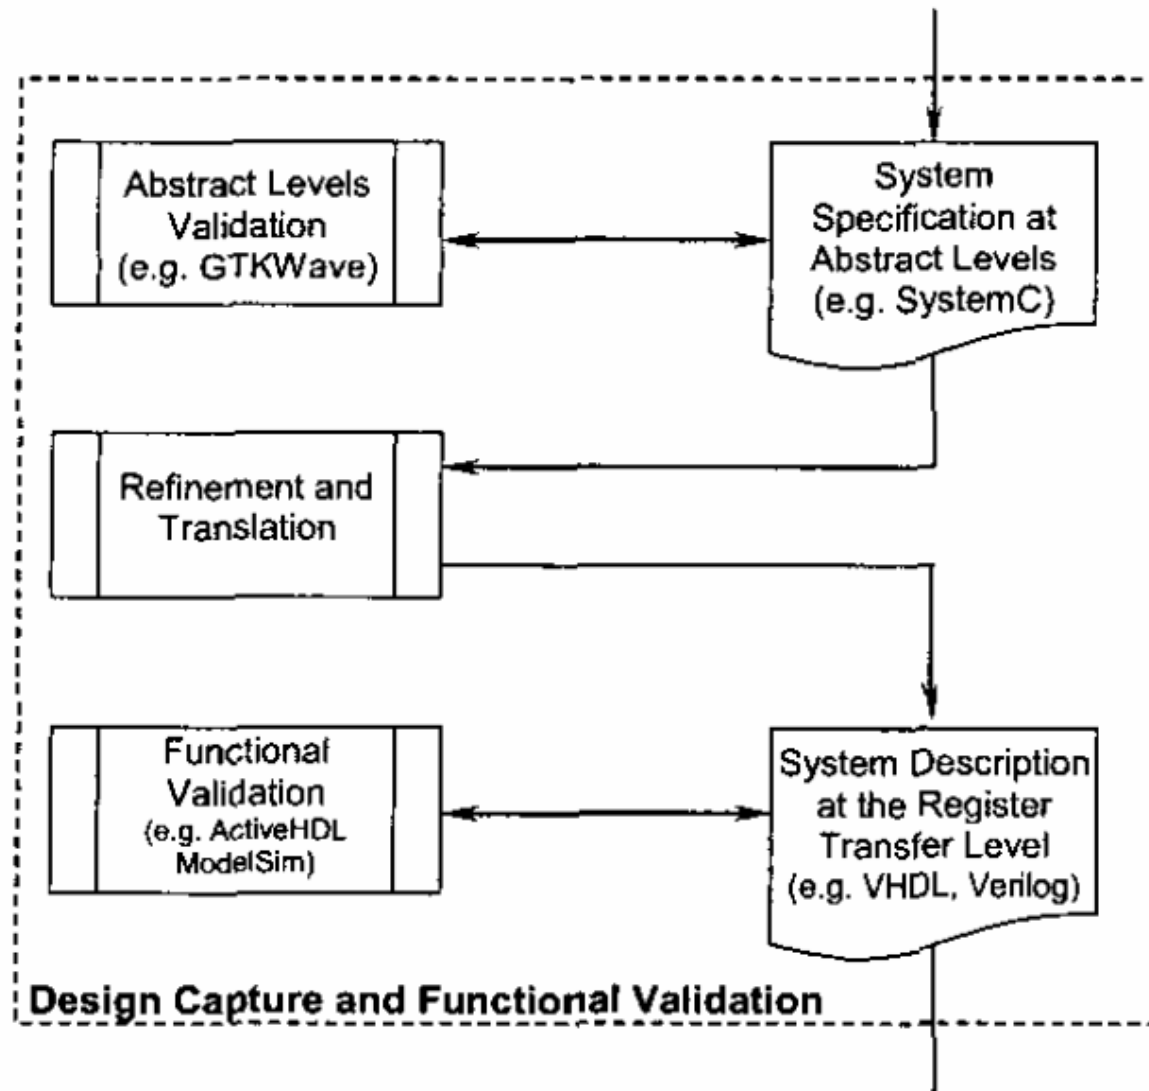 Abstract Levels
Validation
(e.g. GTKWave)
System
Specification at
Abstract Levels
(e.g. SystemC)
Refinement and
Translation
Functional
Validation
(e.g. ActiveHDL
ModelSim)
System Description
at the Register
Transfer Level
(e.g. VHDL, Verilog)
Design Capture and Functional Validation